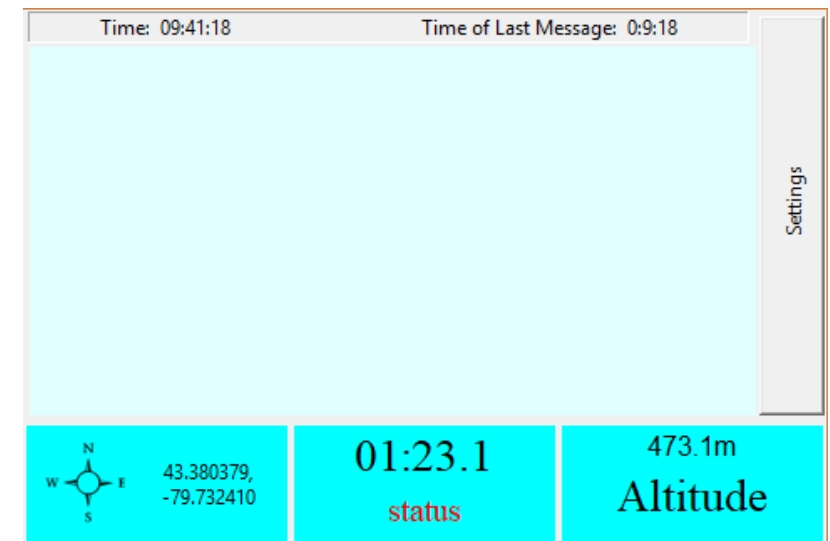 Time: 09:41:18 Time of Last Message: 0:9:18
Settings
N
W E
S
43.380379,
-79.732410
01:23.1
status
473.1m
Altitude